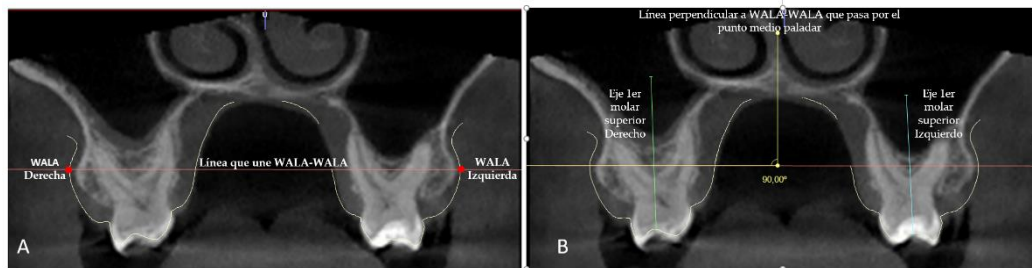 WALA
Derecha
Línea que une WALA-WALA
WALA
Izquierda
A
Línea perpendicular a WALA-WALA que pasa por el
punto medio paladar
Eje 1er
molar
superior
Derecho
Eje 1er
molar
superior
Izquierdo
90,00°
B